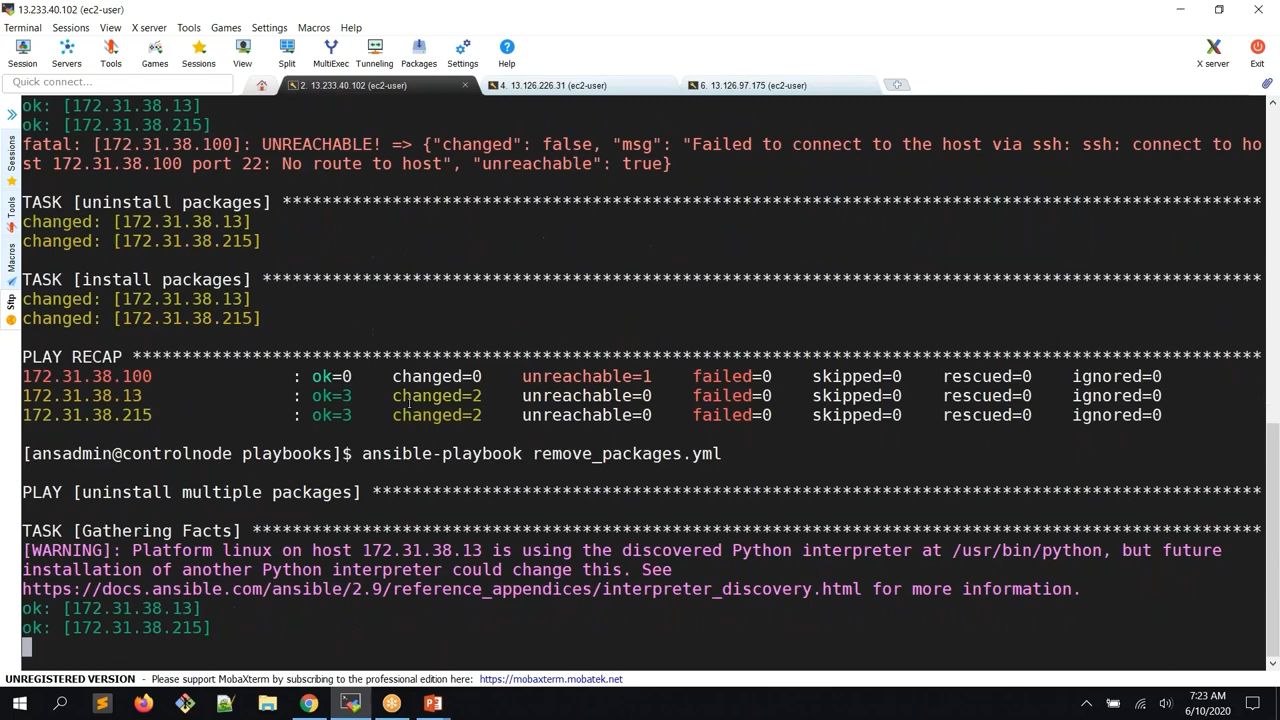 13.233.40.102 (ec2-user)
Terminal Sessions View X server Tools Games Settings Macros Help
Session Servers Tools Games Sessions View Split MultiExec Tunneling Packages Settings Help X server Exit
Quick connect...
2. 13.233.40.102 (ec2-user)
4. 13.126.226.31 (ec2-user)
6. 13.126.97.175 (ec2-user)
Sessions
Tools
Macros
Sftp
ok: [172.31.38.13]
ok: [172.31.38.215]
fatal: [172.31.38.100]: UNREACHABLE! => {"changed": false, "msg": "Failed to connect to the host via ssh: ssh: connect to ho
st 172.31.38.100 port 22: No route to host", "unreachable": true}
TASK [uninstall packages] **************************************************************************************************
changed: [172.31.38.13]
changed: [172.31.38.215]
TASK [install packages] ****************************************************************************************************
changed: [172.31.38.13]
changed: [172.31.38.215]
PLAY RECAP *****************************************************************************************************************
172.31.38.100 : ok=0 changed=0 unreachable=1 failed=0 skipped=0 rescued=0 ignored=0
172.31.38.13 : ok=3 changed=2 unreachable=0 failed=0 skipped=0 rescued=0 ignored=0
172.31.38.215 : ok=3 changed=2 unreachable=0 failed=0 skipped=0 rescued=0 ignored=0
[ansadmin@controlnode playbooks]$ ansible-playbook remove_packages.yml
PLAY [uninstall multiple packages] *****************************************************************************************
TASK [Gathering Facts] *****************************************************************************************************
[WARNING]: Platform linux on host 172.31.38.13 is using the discovered Python interpreter at /usr/bin/python, but future
installation of another Python interpreter could change this. See
https://docs.ansible.com/ansible/2.9/reference_appendices/interpreter_discovery.html for more information.
ok: [172.31.38.13]
ok: [172.31.38.215]
UNREGISTERED VERSION - Please support MobaXterm by subscribing to the professional edition here: https://mobaxterm.mobatek.net
7:23 AM
6/10/2020